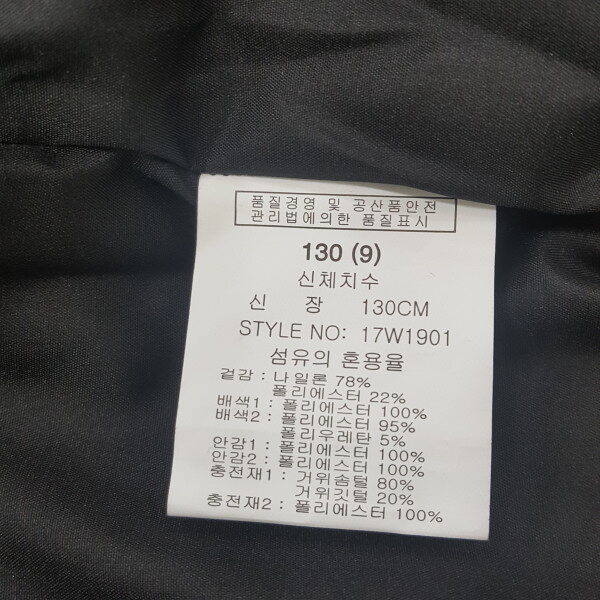 품질경영 및 공산품안전
관리법에의한 품질표시
130 (9)
신체치수
신 장 130CM
STYLE NO: 17W1901
섬유의 혼용율
겉감 : 나일론 78%
폴리에스터 22%
배색1 : 폴리에스터 100%
배색2 : 폴리에스터 95%
폴리우레탄 5%
안감1 : 폴리에스터 100%
안감2 : 폴리에스터 100%
충전재1 : 거위솜털 80%
거위깃털 20%
충전재2 : 폴리에스터 100%